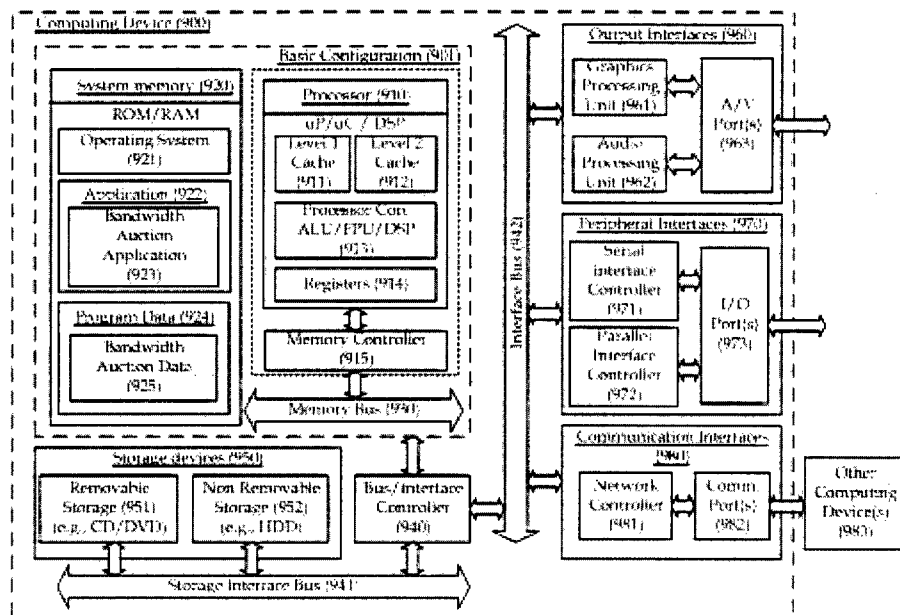 Computing Device (900)
Basic Configuration (901)
System memory (920)
ROM/RAM
Operating System
(921)
Application (922)
Bandwidth
Auction
Application
(923)
Program Data (924)
Bandwidth
Auction Data
(925)
Processor (910)
uP/uC / DSP
Level 1
Cache
(911)
Level 2
Cache
(912)
Processor Core
ALU/FPU/DSP
(913)
Registers (914)
Memory Controller
(915)
Memory Bus (930)
Storage devices (950)
Removable
Storage (951)
(e.g., CD/DVD)
Non Removable
Storage (952)
(e.g., HDD)
Bus/Interface
Controller
(940)
Storage Interface Bus (941)
Interface Bus (942)
Output Interfaces (960)
Graphics
Processing
Unit (961)
Audio
Processing
Unit (962)
A/V
Port(s)
(963)
Peripheral Interfaces (970)
Serial
interface
Controller
(971)
Parallel
Interface
Controller
(972)
I/O
Port(s)
(973)
Communication Interfaces
(980)
Network
Controller
(981)
Comm.
Port(s)
(982)
Other
Computing
Device(s)
(983)